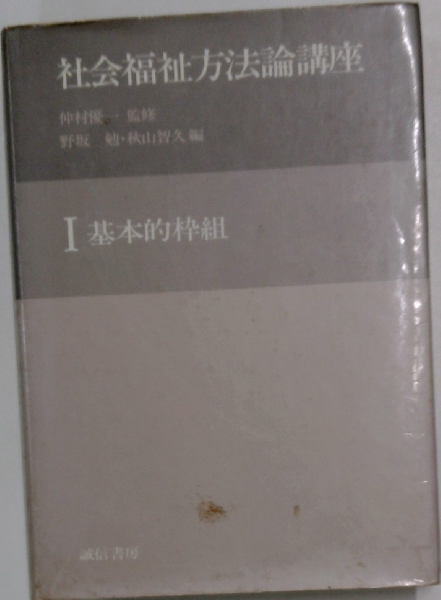 社会福祉方法論講座
仲村優一 監修
野坂 勉・秋山智久編
I 基本的枠組
誠信書房